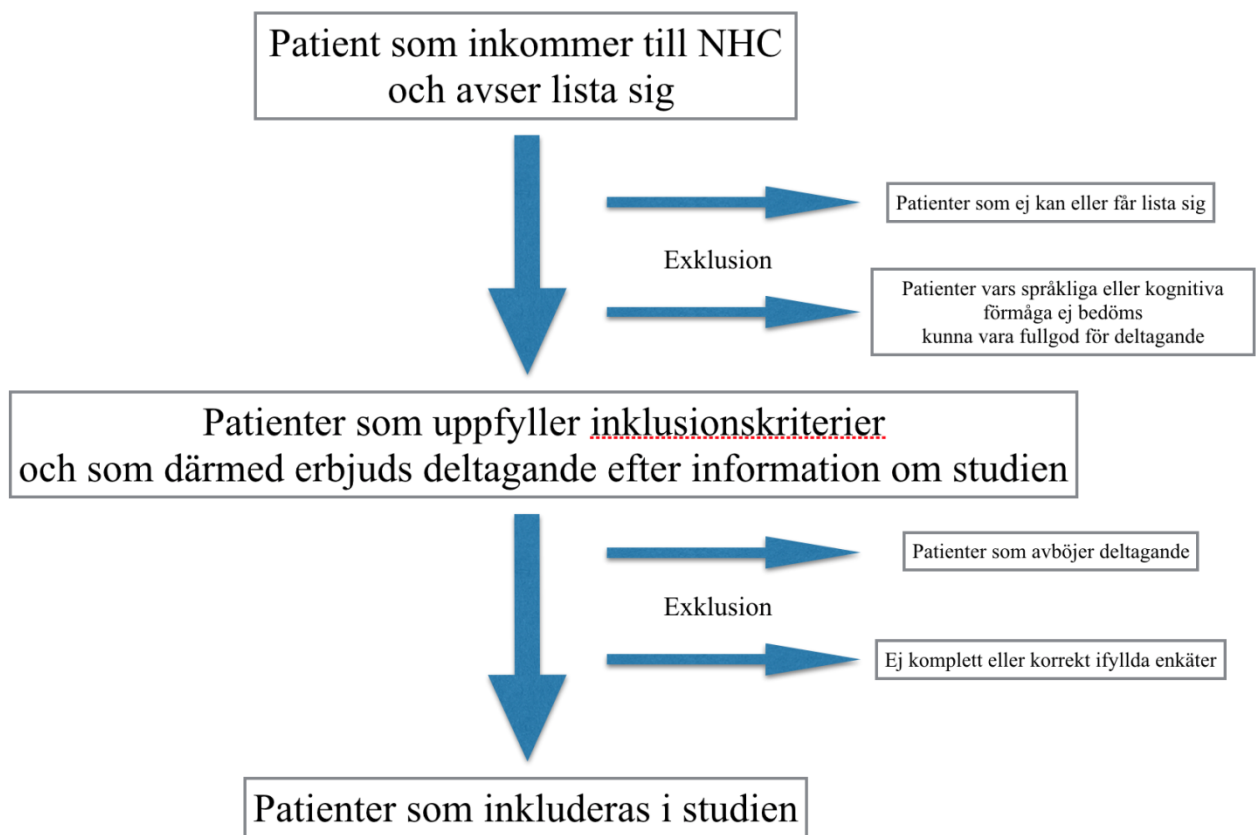 Patient som inkommer till NHC
och avser lista sig
Patienter som ej kan eller får lista sig
Exklusion
Patienter vars språkliga eller kognitiva
förmåga ej bedöms
kunna vara fullgod för deltagande
Patienter som uppfyller inklusionskriterier
och som därmed erbjuds deltagande efter information om studien
Patienter som avböjer deltagande
Exklusion
Ej komplett eller korrekt ifyllda enkäter
Patienter som inkluderas i studien